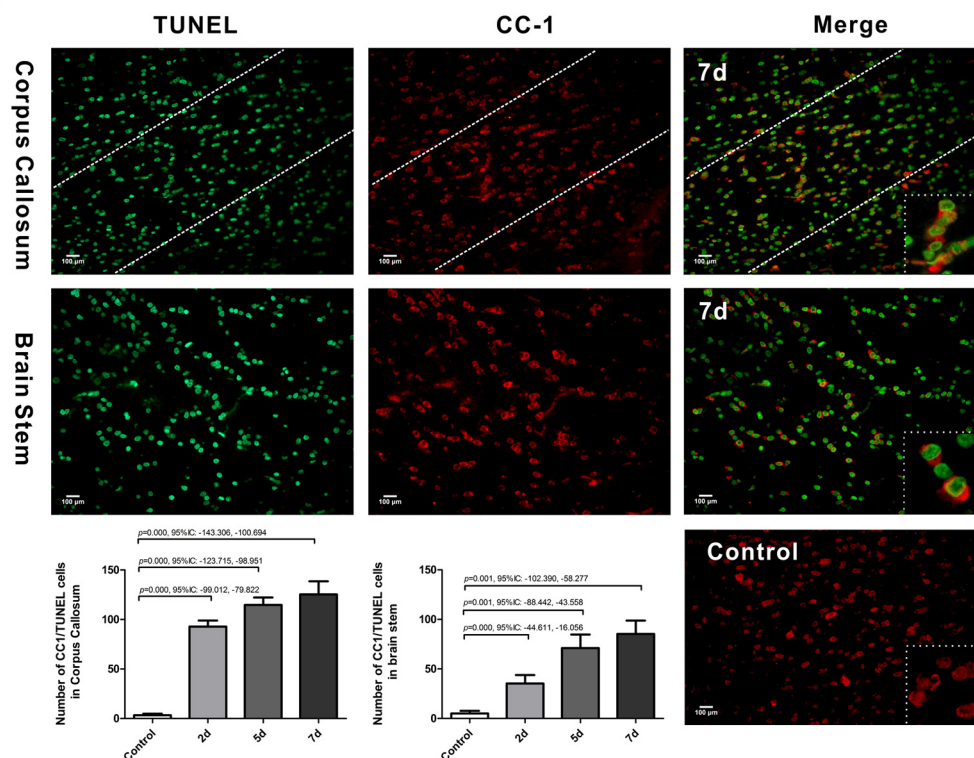 TUNEL
CC-1
Merge
Corpus Callosum
7d
100 µm
100 µm
100 µm
Brain Stem
7d
100 µm
100 µm
100 µm
p=0.000, 95%IC: -143.306, -100.694
p=0.000, 95%IC: -123.715, -98.951
p=0.000, 95%IC: -99.012, -79.822
Number of CC1/TUNEL cells
in Corpus Callosum
150
100
50
0
Control
2d
5d
7d
p=0.001, 95%IC: -102.390, -58.277
p=0.001, 95%IC: -88.442, -43.558
p=0.000, 95%IC: -44.611, -16.056
Number of CC1/TUNEL cells
in brain stem
150
100
50
0
Control
2d
5d
7d
Control
100 µm